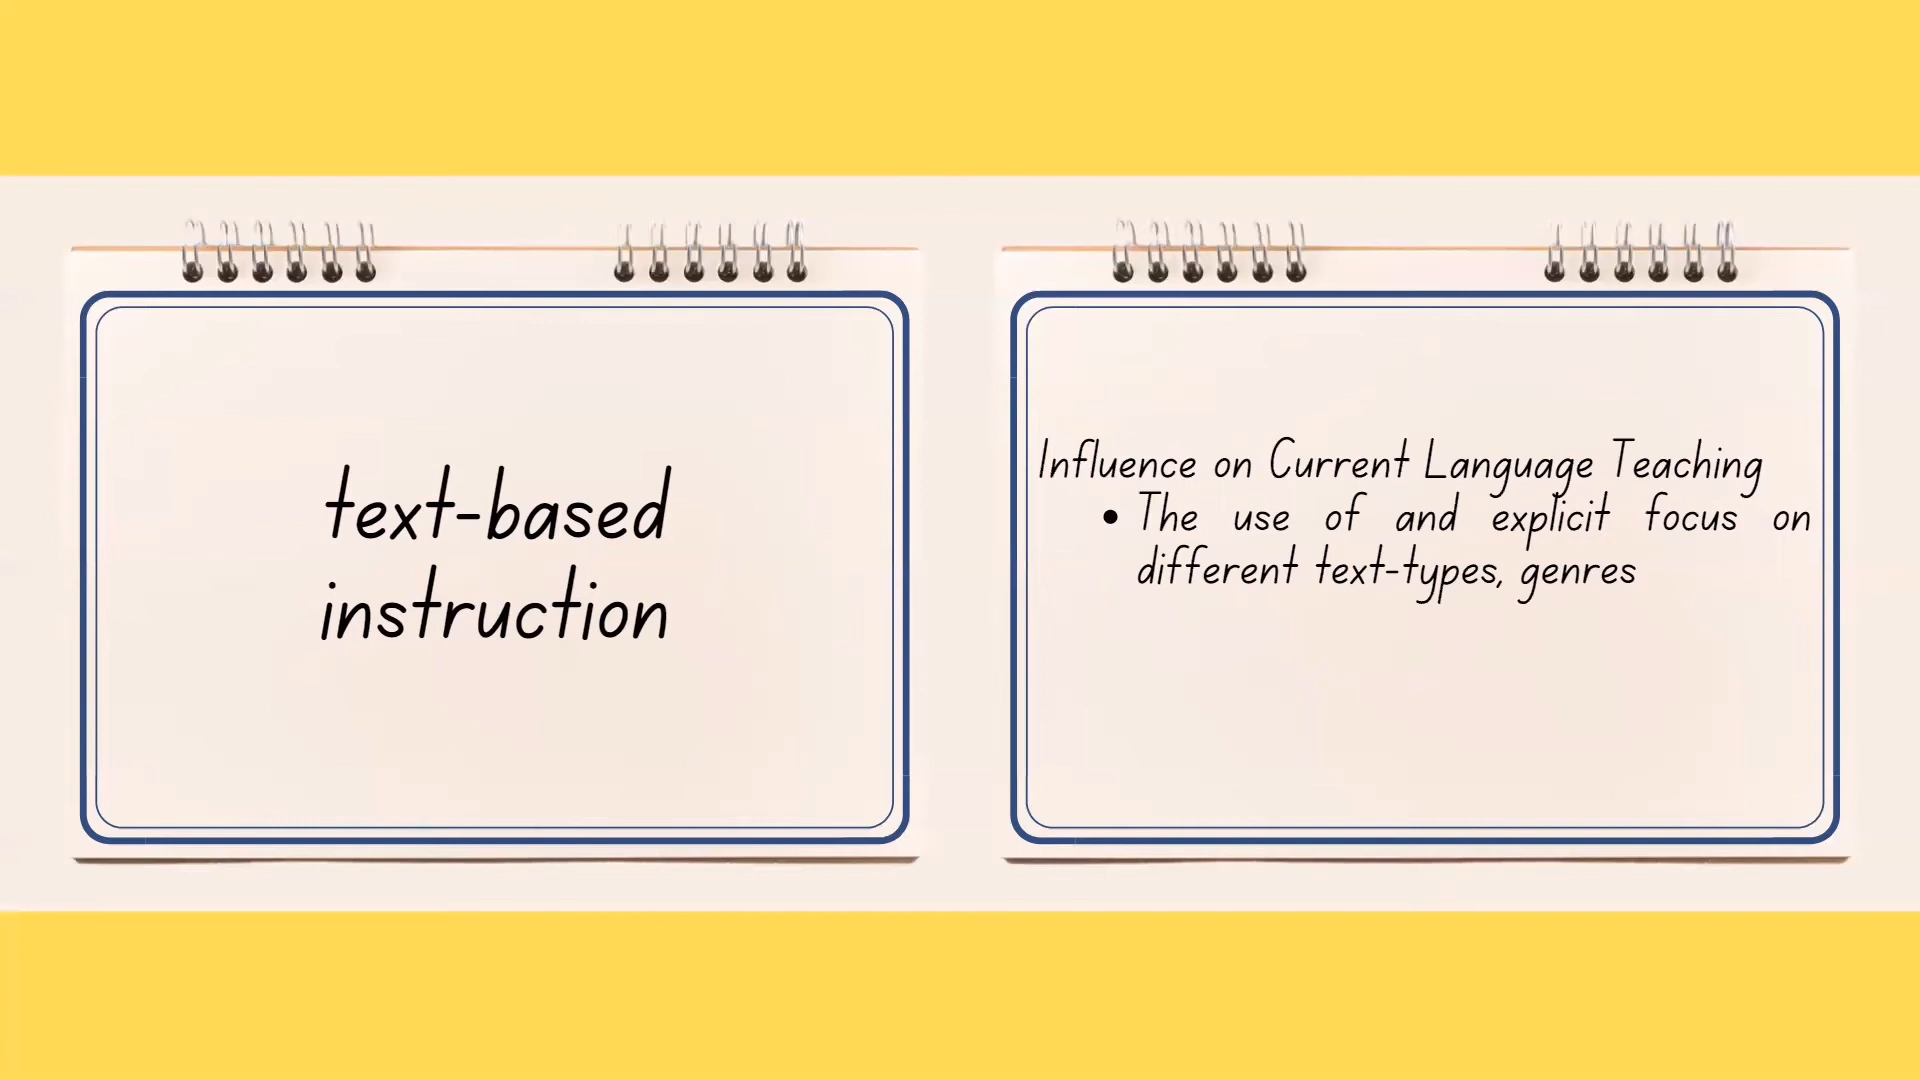 text-based
instruction
Influence on Current Language Teaching
• The use of and explicit focus on
different text-types, genres